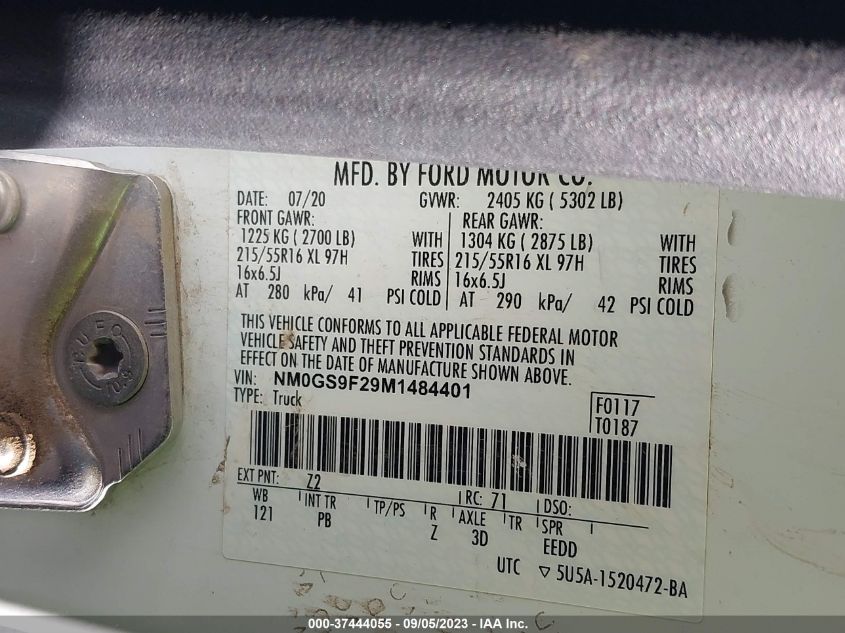 MFD. BY FORD MOTOR CO.
DATE: 07/20 GVWR: 2405 KG ( 5302 LB)
FRONT GAWR: REAR GAWR:
1225 KG ( 2700 LB) WITH 1304 KG ( 2875 LB) WITH
215/55R16 XL 97H TIRES 215/55R16 XL 97H TIRES
16x6.5J RIMS 16x6.5J RIMS
AT 280 kPa/ 41 PSI COLD AT 290 kPa/ 42 PSI COLD
THIS VEHICLE CONFORMS TO ALL APPLICABLE FEDERAL MOTOR
VEHICLE SAFETY AND THEFT PREVENTION STANDARDS IN
EFFECT ON THE DATE OF MANUFACTURE SHOWN ABOVE.
VIN: NM0GS9F29M1484401
TYPE: Truck
F0117
T0187
EXT PNT: Z2 RC: 71 DSO:
WB INT TR TP/PS R AXLE TR SPR
121 PB Z 3D EEDD
UTC ▽ 5U5A-1520472-BA
BUFO
10.9
000-37444055 - 09/05/2023 - IAA Inc.